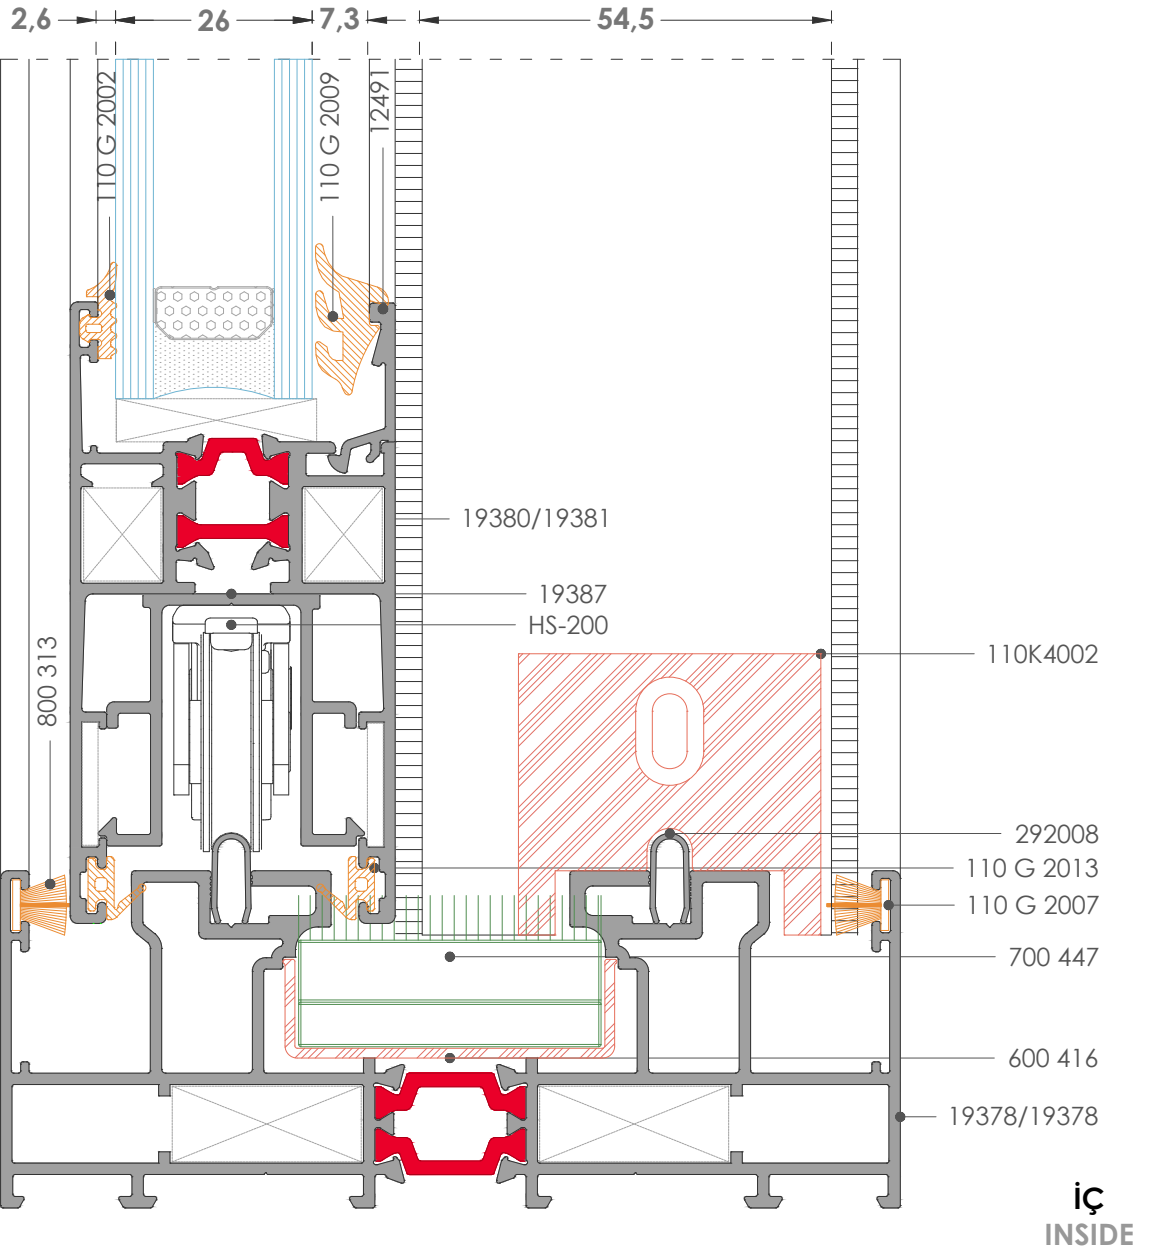 2,6
26
7,3
54,5
110 G 2002
110 G 2009
12491
19380/19381
19387
HS-200
110K4002
800 313
292008
110 G 2013
110 G 2007
700 447
600 416
19378/19378
İÇ
INSIDE